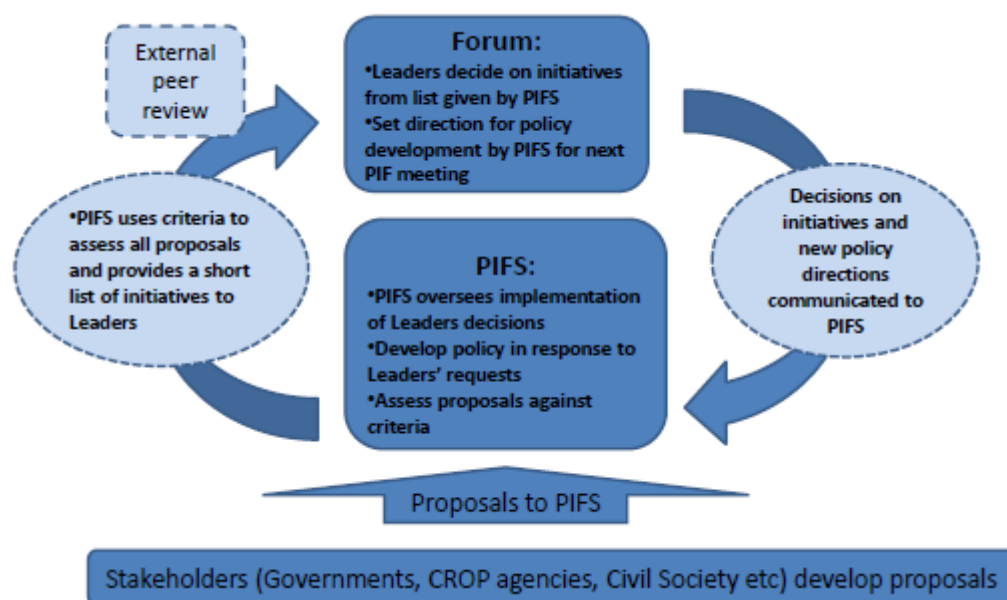 External
peer
review
Forum:
•Leaders decide on initiatives
from list given by PIFS
•Set direction for policy
development by PIFS for next
PIF meeting
•PIFS uses criteria to
assess all proposals
and provides a short
list of initiatives to
Leaders
PIFS:
•PIFS oversees implementation
of Leaders decisions
•Develop policy in response to
Leaders' requests
•Assess proposals against
criteria
Decisions on
initiatives and
new policy
directions
communicated to
PIFS
Proposals to PIFS
Stakeholders (Governments, CROP agencies, Civil Society etc) develop proposals